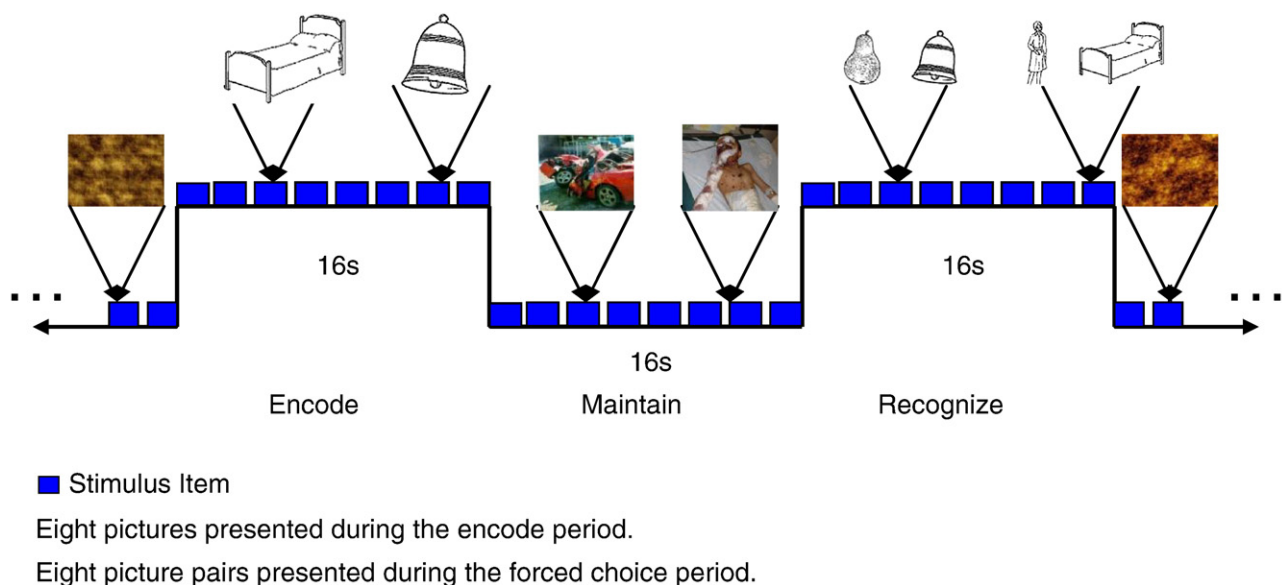 16s
16s
16s
Encode
Maintain
Recognize
Stimulus Item
Eight pictures presented during the encode period.
Eight picture pairs presented during the forced choice period.